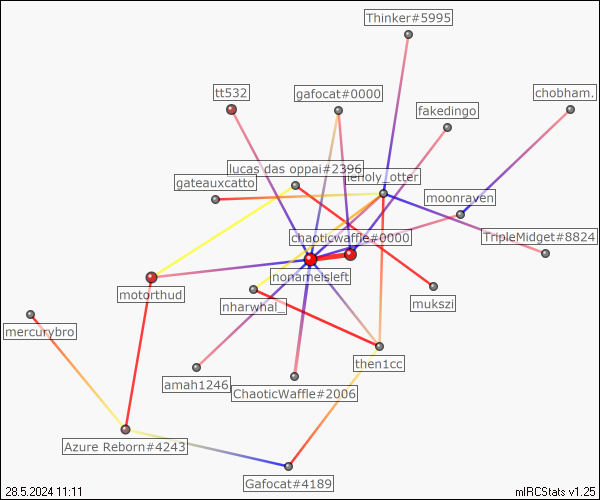 Thinker#5995
tt532
gafocat#0000
chobham.
fakedingo
lucas das oppai#2396
gateauxcatto
moonraven
chaoticwaffle#0000
TripleMidget#8824
nonameisleft
motorthud
nharwhal_
mukszi
mercurybro
then1cc
amah1246
ChaoticWaffle#2006
Azure Reborn#4243
Gafocat#4189
28.5.2024 11:11
mIRCStats v1.25